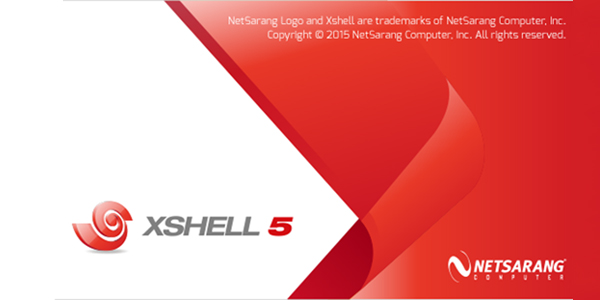 NetSarang Logo and Xshell are trademarks of NetSarang Computer, Inc.
Copyright © 2015 NetSarang Computer, Inc. All rights reserved.
XSHELL 5
NETSARANG
COMPUTER